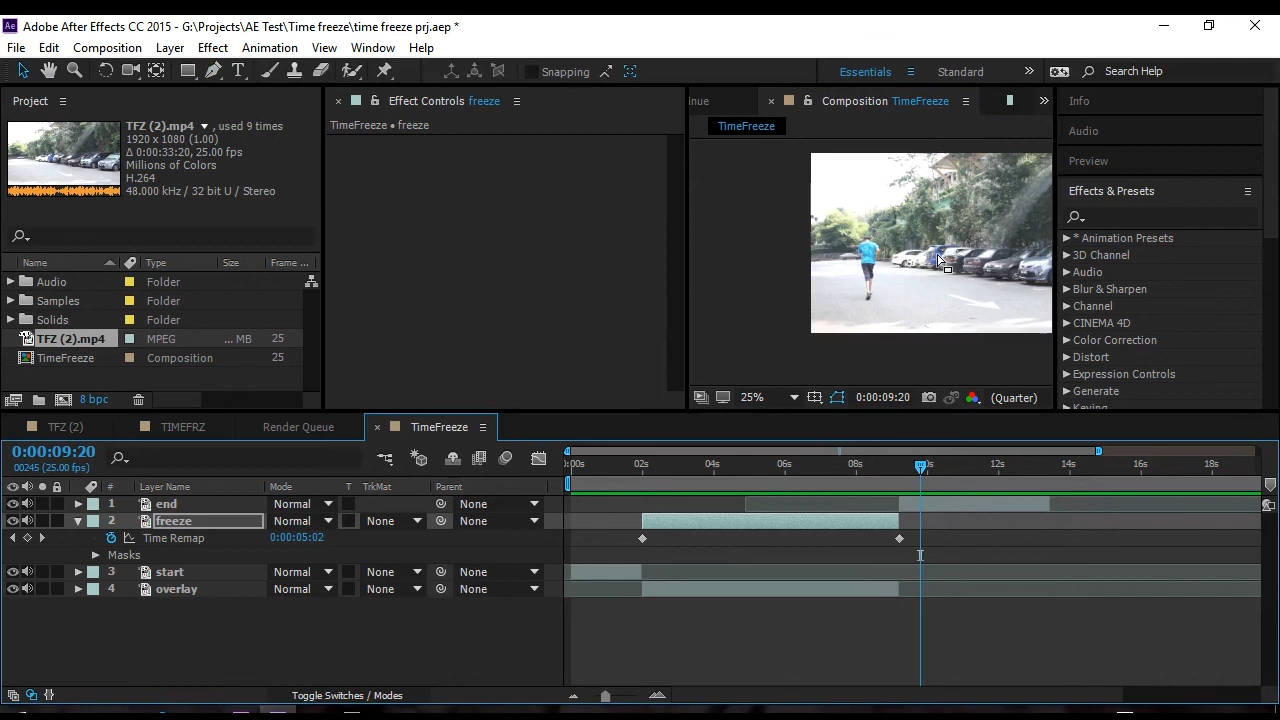 Ae Adobe After Effects CC 2015 - G:\Projects\AE Test\Time freeze\time freeze prj.aep *
File Edit Composition Layer Effect Animation View Window Help
Snapping Essentials Standard Search Help
Project Effect Controls freeze inue Composition TimeFreeze Info
TimeFreeze • freeze TimeFreeze
TFZ (2).mp4 , used 9 times
1920 x 1080 (1.00)
Δ 0:00:33:20, 25.00 fps
Millions of Colors
H.264
48.000 kHz / 32 bit U / Stereo
Audio
Preview
Effects & Presets
Name Type Size Frame ...
Audio Folder
Samples Folder
Solids Folder
TFZ (2).mp4 MPEG ... MB 25
TimeFreeze Composition 25
8 bpc
25% 0:00:09:20 (Quarter)
* Animation Presets
3D Channel
Audio
Blur & Sharpen
Channel
CINEMA 4D
Color Correction
Distort
Expression Controls
Generate
Keying
TFZ (2) TIMEFRZ Render Queue TimeFreeze
0:00:09:20
00245 (25.00 fps)
:00s 02s 04s 06s 08s 0s 12s 14s 16s 18s
# Layer Name Mode T TrkMat Parent
1 end Normal None
2 freeze Normal None None
Time Remap 0:00:05:02
Masks
3 start Normal None None
4 overlay Normal None None
Toggle Switches / Modes